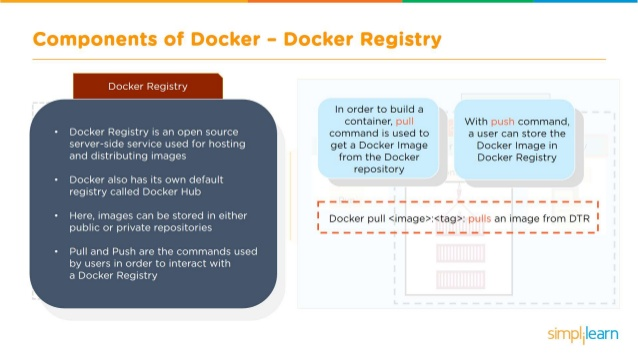 Components of Docker – Docker Registry
Docker Registry
• Docker Registry is an open source
server-side service used for hosting
and distributing images
• Docker also has its own default
registry called Docker Hub
• Here, images can be stored in either
public or private repositories
• Pull and Push are the commands used
by users in order to interact with
a Docker Registry
In order to build a
container, pull
command is used to
get a Docker Image
from the Docker
repository
With push command,
a user can store the
Docker Image in
Docker Registry
Docker pull <image>:<tag>: pulls an image from DTR
simplilearn